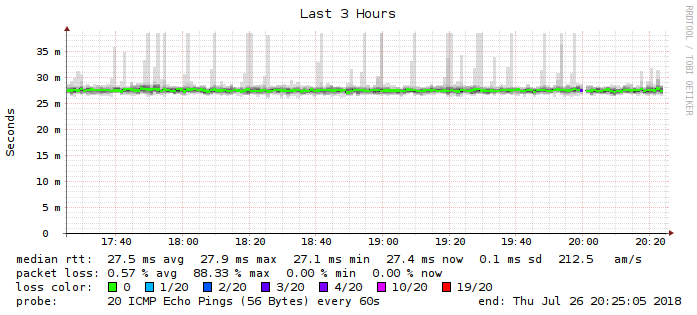 Last 3 Hours
RRDTOOL / TOBI OETIKER
Seconds
35 m
30 m
25 m
20 m
15 m
10 m
5 m
0
17:40 18:00 18:20 18:40 19:00 19:20 19:40 20:00 20:20
median rtt: 27.5 ms avg 27.9 ms max 27.1 ms min 27.4 ms now 0.1 ms sd 212.5 am/s
packet loss: 0.57 % avg 88.33 % max 0.00 % min 0.00 % now
loss color: 0 1/20 2/20 3/20 4/20 10/20 19/20
probe: 20 ICMP Echo Pings (56 Bytes) every 60s end: Thu Jul 26 20:25:05 2018